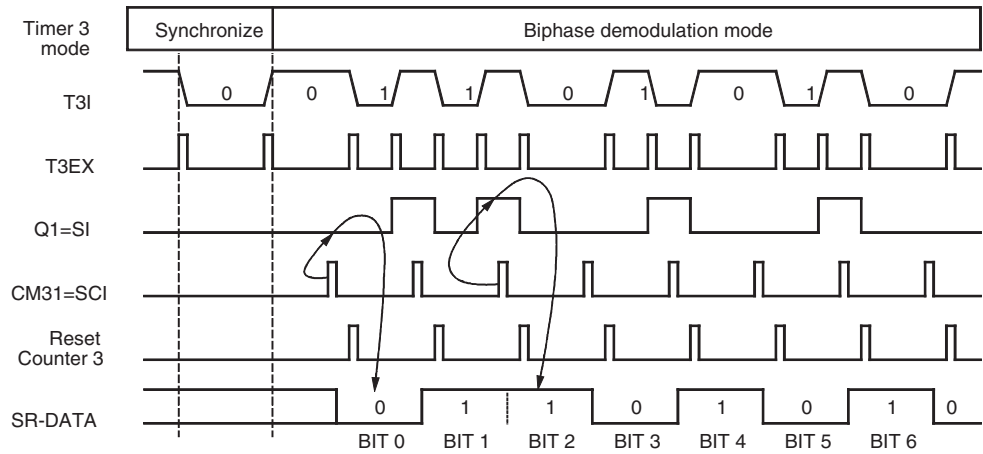 Timer 3 mode
Synchronize
Biphase demodulation mode
T3I
0 0 1 1 0 1 0 1 0
T3EX
Q1=SI
CM31=SCI
Reset Counter 3
SR-DATA
0 1 1 0 1 0 1 0
BIT 0 BIT 1 BIT 2 BIT 3 BIT 4 BIT 5 BIT 6